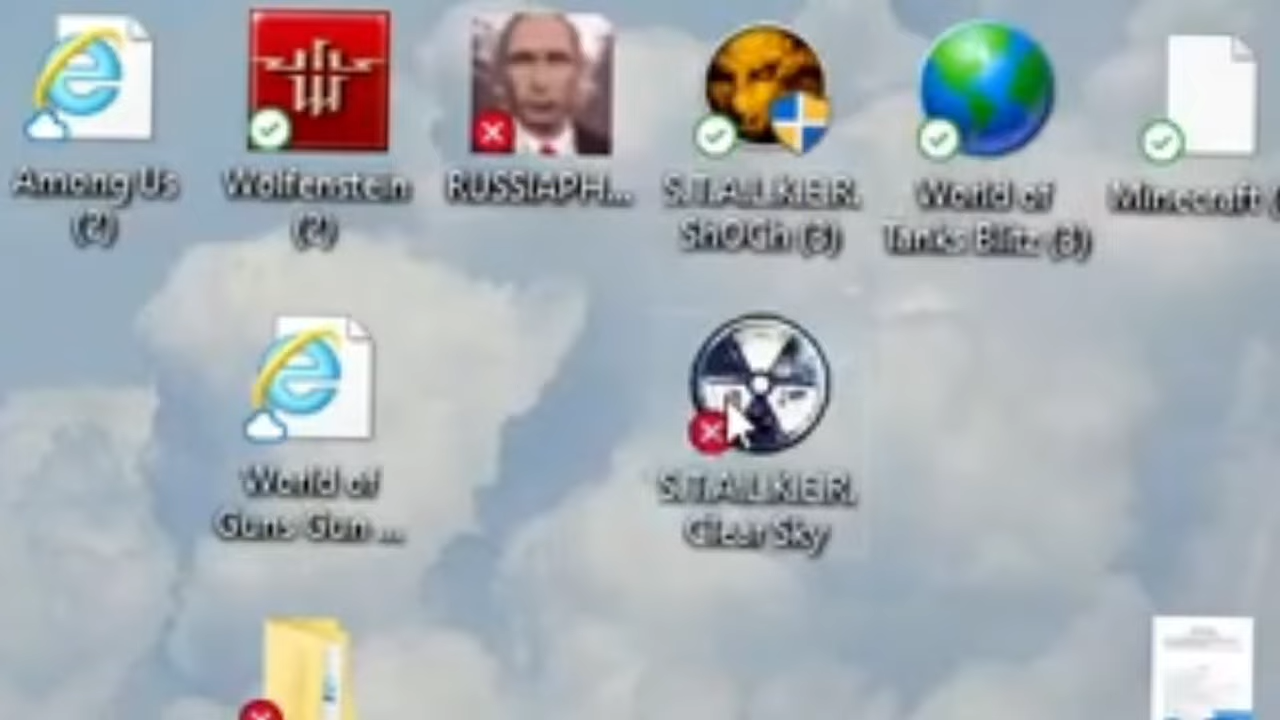 Among Us
(2)
Wolfenstein
(2)
RUSSIAPH...
S.T.A.L.K.E.R.
ShOCh (3)
World of
Tanks Blitz (3)
Minecraft (
World of
Guns Gun ...
S.T.A.L.K.E.R.
Clear Sky